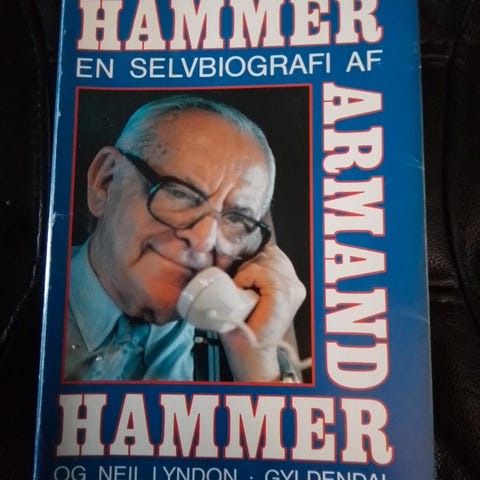 HAMMER
EN SELVBIOGRAFI AF
ARMAND
HAMMER
OG NEIL LYNDON · GYLDENDAL